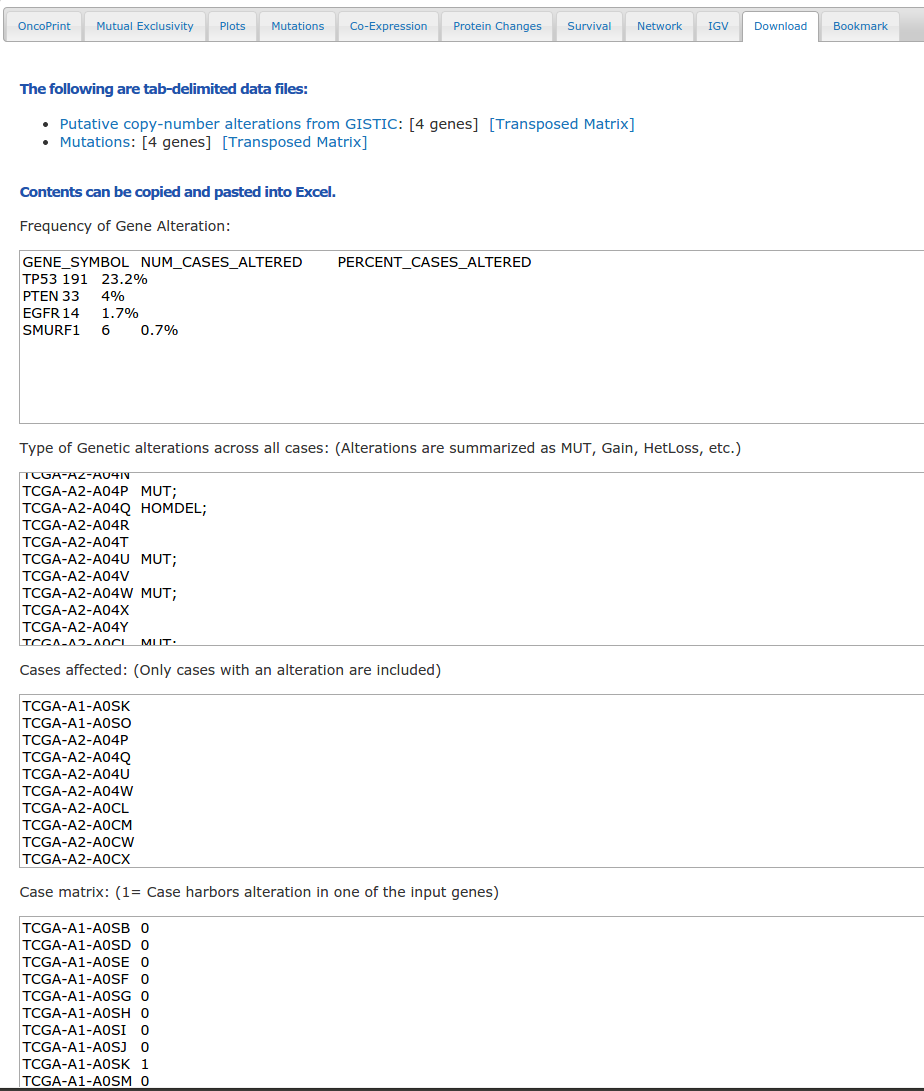 OncoPrint Mutual Exclusivity Plots Mutations Co-Expression Protein Changes Survival Network IGV Download Bookmark
The following are tab-delimited data files:
• Putative copy-number alterations from GISTIC: [4 genes] [Transposed Matrix]
• Mutations: [4 genes] [Transposed Matrix]
Contents can be copied and pasted into Excel.
Frequency of Gene Alteration:
GENE_SYMBOL NUM_CASES_ALTERED PERCENT_CASES_ALTERED
TP53 191 23.2%
PTEN 33 4%
EGFR 14 1.7%
SMURF1 6 0.7%
Type of Genetic alterations across all cases: (Alterations are summarized as MUT, Gain, HetLoss, etc.)
TCGA-A2-A04N
TCGA-A2-A04P MUT;
TCGA-A2-A04Q HOMDEL;
TCGA-A2-A04R
TCGA-A2-A04T
TCGA-A2-A04U MUT;
TCGA-A2-A04V
TCGA-A2-A04W MUT;
TCGA-A2-A04X
TCGA-A2-A04Y
TCGA-A2-A0CL MUT;
Cases affected: (Only cases with an alteration are included)
TCGA-A1-A0SK
TCGA-A1-A0SO
TCGA-A2-A04P
TCGA-A2-A04Q
TCGA-A2-A04U
TCGA-A2-A04W
TCGA-A2-A0CL
TCGA-A2-A0CM
TCGA-A2-A0CW
TCGA-A2-A0CX
Case matrix: (1= Case harbors alteration in one of the input genes)
TCGA-A1-A0SB 0
TCGA-A1-A0SD 0
TCGA-A1-A0SE 0
TCGA-A1-A0SF 0
TCGA-A1-A0SG 0
TCGA-A1-A0SH 0
TCGA-A1-A0SI 0
TCGA-A1-A0SJ 0
TCGA-A1-A0SK 1
TCGA-A1-A0SM 0